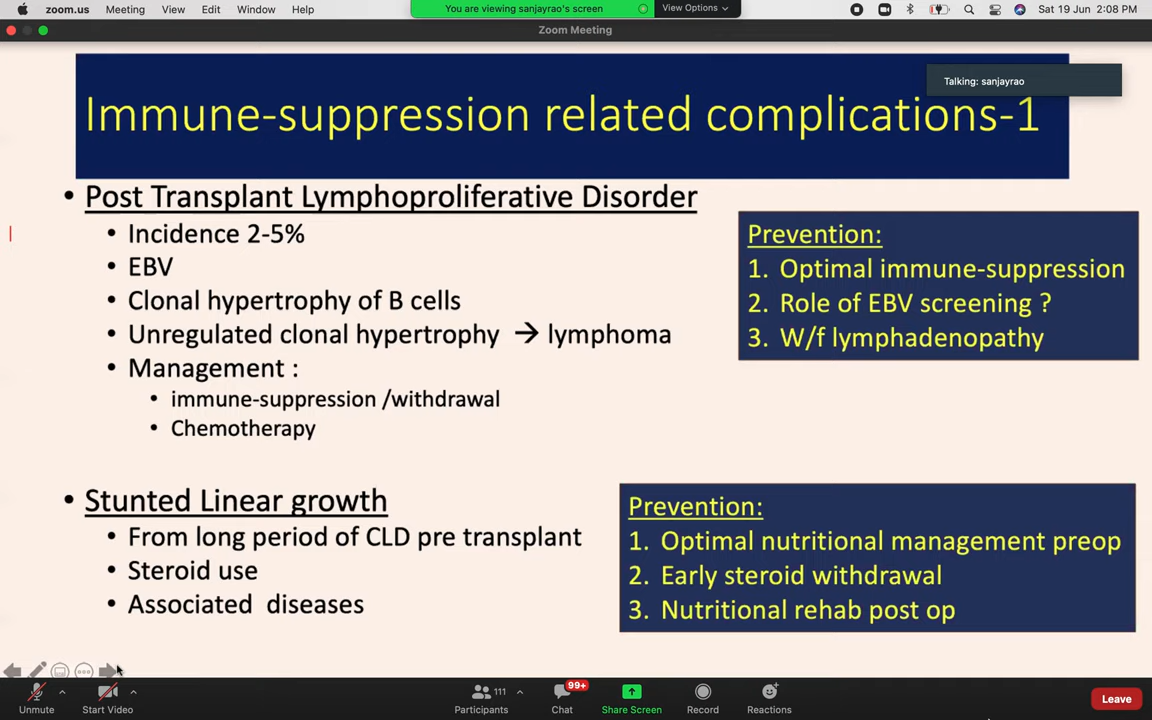 zoom.us Meeting View Edit Window Help
You are viewing sanjayrao's screen View Options
Sat 19 Jun 2:08 PM
Zoom Meeting
Talking: sanjayrao
Immune-suppression related complications-1
• Post Transplant Lymphoproliferative Disorder
• Incidence 2-5%
• EBV
• Clonal hypertrophy of B cells
• Unregulated clonal hypertrophy → lymphoma
• Management :
• immune-suppression /withdrawal
• Chemotherapy
Prevention:
1. Optimal immune-suppression
2. Role of EBV screening ?
3. W/f lymphadenopathy
• Stunted Linear growth
• From long period of CLD pre transplant
• Steroid use
• Associated diseases
Prevention:
1. Optimal nutritional management preop
2. Early steroid withdrawal
3. Nutritional rehab post op
Unmute
Start Video
111
Participants
99+
Chat
Share Screen
Record
Reactions
Leave